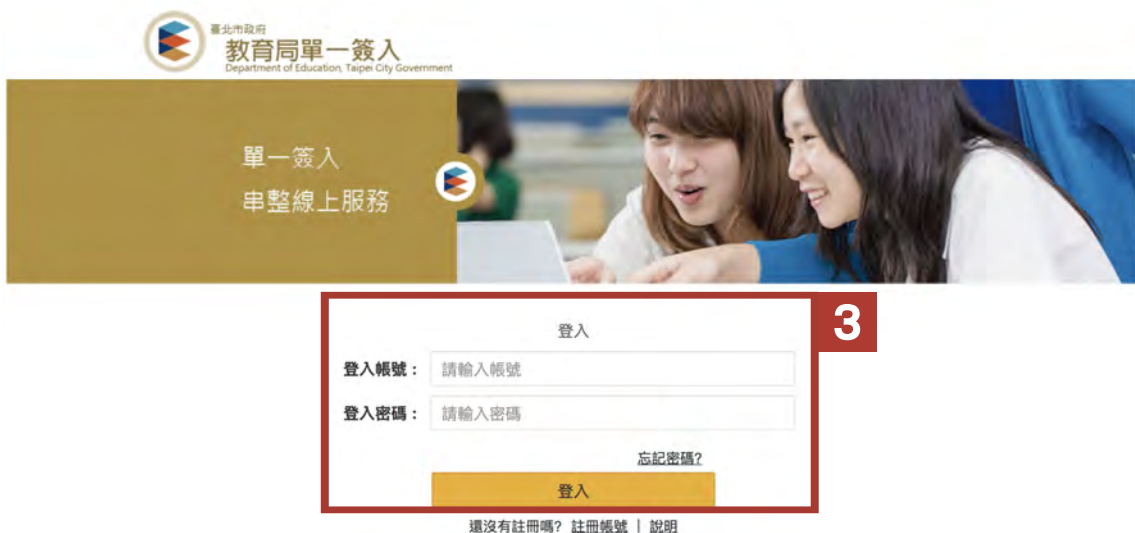 臺北市政府
教育局單一簽入
Department of Education, Taipei City Government
單一簽入
串整線上服務
3
登入
登入帳號：請輸入帳號
登入密碼：請輸入密碼
忘記密碼?
登入
還沒有註冊嗎? 註冊帳號 | 說明